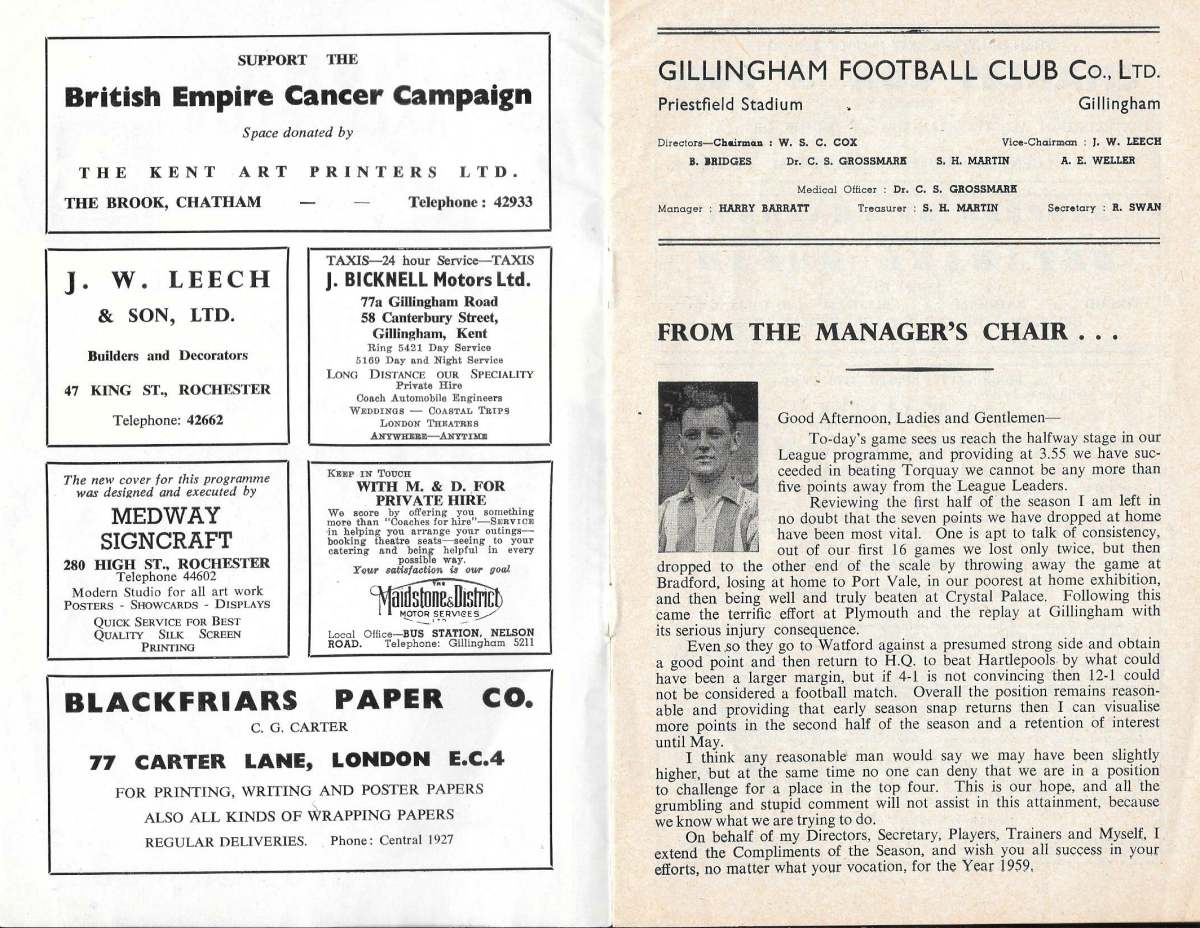 SUPPORT THE
British Empire Cancer Campaign
Space donated by
THE KENT ART PRINTERS LTD.
THE BROOK, CHATHAM — — Telephone: 42933
J. W. LEECH
& SON, LTD.
Builders and Decorators
47 KING ST., ROCHESTER
Telephone: 42662
TAXIS—24 hour Service—TAXIS
J. BICKNELL Motors Ltd.
77a Gillingham Road
58 Canterbury Street,
Gillingham, Kent
Ring 5421 Day Service
5169 Day and Night Service
LONG DISTANCE OUR SPECIALITY
Private Hire
Coach Automobile Engineers
WEDDINGS — COASTAL TRIPS
LONDON THEATRES
ANYWHERE—ANYTIME
The new cover for this programme
was designed and executed by
MEDWAY
SIGNCRAFT
280 HIGH ST., ROCHESTER
Telephone 44602
Modern Studio for all art work
POSTERS - SHOWCARDS - DISPLAYS
QUICK SERVICE FOR BEST
QUALITY SILK SCREEN
PRINTING
KEEP IN TOUCH
WITH M. & D. FOR
PRIVATE HIRE
We score by offering you something
more than "Coaches for hire"—SERVICE
in helping you arrange your outings—
booking theatre seats—seeing to your
catering and being helpful in every
possible way.
Your satisfaction is our goal
THE
Maidstone & District
MOTOR SERVICES
LTD
Local Office—BUS STATION, NELSON
ROAD. Telephone: Gillingham 5211
BLACKFRIARS PAPER CO.
C. G. CARTER
77 CARTER LANE, LONDON E.C.4
FOR PRINTING, WRITING AND POSTER PAPERS
ALSO ALL KINDS OF WRAPPING PAPERS
REGULAR DELIVERIES. Phone: Central 1927
GILLINGHAM FOOTBALL CLUB Co., LTD.
Priestfield Stadium Gillingham
Directors—Chairman : W. S. C. COX Vice-Chairman : J. W. LEECH
B. BRIDGES Dr. C. S. GROSSMARK S. H. MARTIN A. E. WELLER
Medical Officer : Dr. C. S. GROSSMARK
Manager : HARRY BARRATT Treasurer : S. H. MARTIN Secretary : R. SWAN
FROM THE MANAGER'S CHAIR . . .
Good Afternoon, Ladies and Gentlemen—
To-day's game sees us reach the halfway stage in our
League programme, and providing at 3.55 we have suc-
ceeded in beating Torquay we cannot be any more than
five points away from the League Leaders.
Reviewing the first half of the season I am left in
no doubt that the seven points we have dropped at home
have been most vital. One is apt to talk of consistency,
out of our first 16 games we lost only twice, but then
dropped to the other end of the scale by throwing away the game at
Bradford, losing at home to Port Vale, in our poorest at home exhibition,
and then being well and truly beaten at Crystal Palace. Following this
came the terrific effort at Plymouth and the replay at Gillingham with
its serious injury consequence.
Even so they go to Watford against a presumed strong side and obtain
a good point and then return to H.Q. to beat Hartlepools by what could
have been a larger margin, but if 4-1 is not convincing then 12-1 could
not be considered a football match. Overall the position remains reason-
able and providing that early season snap returns then I can visualise
more points in the second half of the season and a retention of interest
until May.
I think any reasonable man would say we may have been slightly
higher, but at the same time no one can deny that we are in a position
to challenge for a place in the top four. This is our hope, and all the
grumbling and stupid comment will not assist in this attainment, because
we know what we are trying to do.
On behalf of my Directors, Secretary, Players, Trainers and Myself, I
extend the Compliments of the Season, and wish you all success in your
efforts, no matter what your vocation, for the Year 1959.